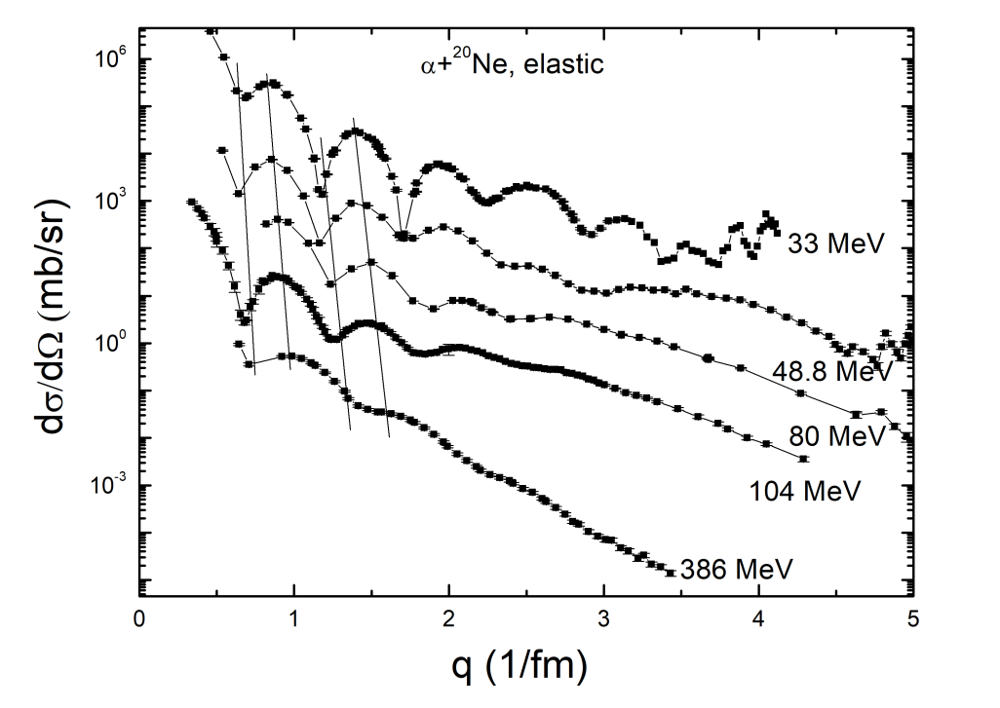 α+²⁰Ne, elastic
dσ/dΩ (mb/sr)
10⁶
10³
10⁰
10⁻³
33 MeV
48.8 MeV
80 MeV
104 MeV
386 MeV
0 1 2 3 4 5
q (1/fm)